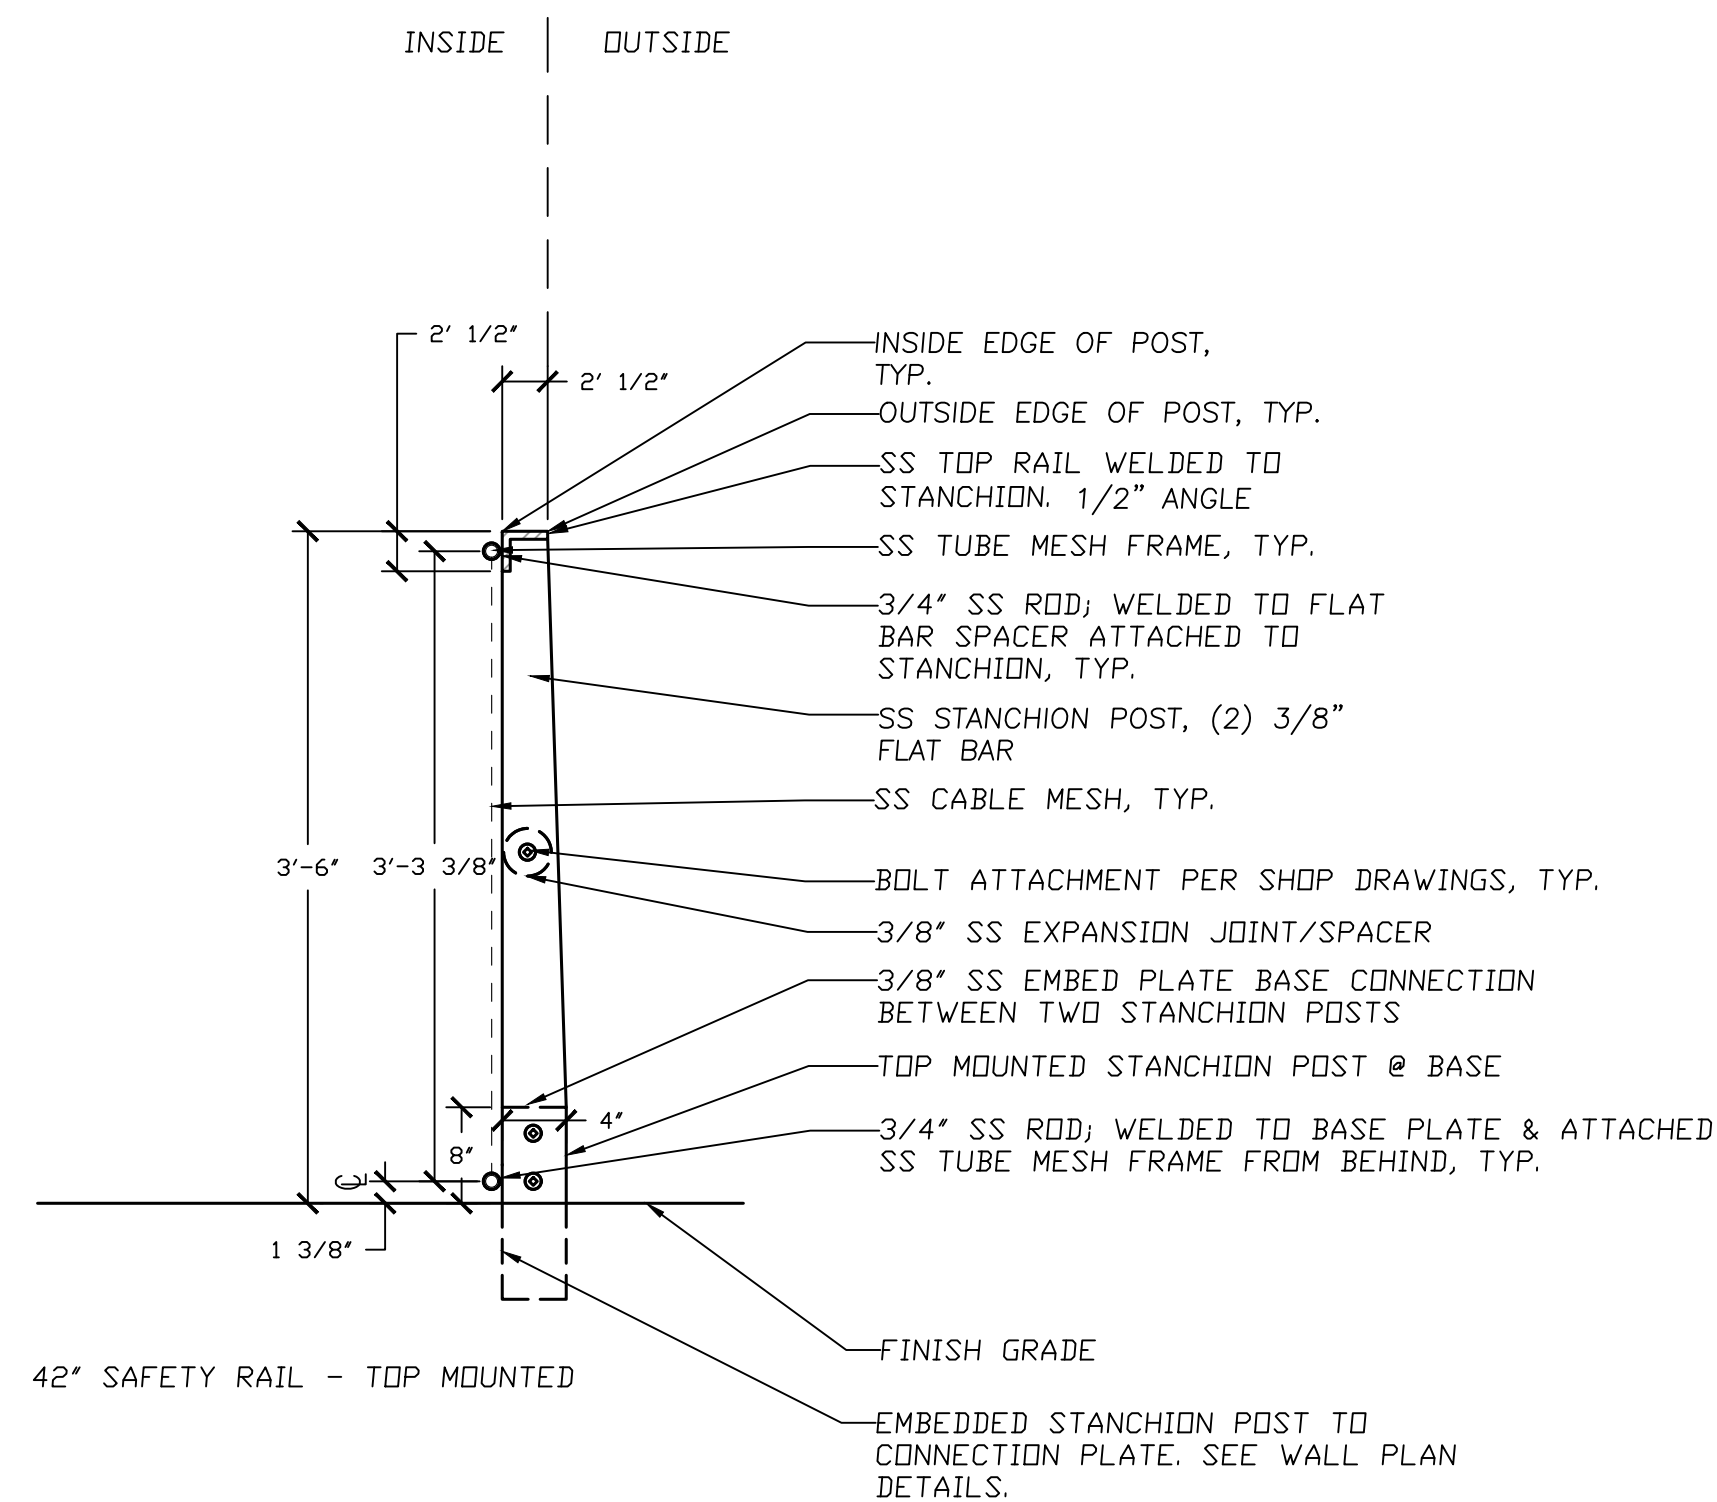 INSIDE
OUTSIDE
2' 1/2"
2' 1/2"
INSIDE EDGE OF POST,
TYP.
OUTSIDE EDGE OF POST, TYP.
SS TOP RAIL WELDED TO
STANCHION. 1/2" ANGLE
SS TUBE MESH FRAME, TYP.
3/4" SS ROD; WELDED TO FLAT
BAR SPACER ATTACHED TO
STANCHION, TYP.
SS STANCHION POST, (2) 3/8"
FLAT BAR
SS CABLE MESH, TYP.
3'-6"
3'-3 3/8"
BOLT ATTACHMENT PER SHOP DRAWINGS, TYP.
3/8" SS EXPANSION JOINT/SPACER
3/8" SS EMBED PLATE BASE CONNECTION
BETWEEN TWO STANCHION POSTS
TOP MOUNTED STANCHION POST @ BASE
4"
8"
3/4" SS ROD; WELDED TO BASE PLATE & ATTACHED
SS TUBE MESH FRAME FROM BEHIND, TYP.
℄
1 3/8"
FINISH GRADE
42" SAFETY RAIL - TOP MOUNTED
EMBEDDED STANCHION POST TO
CONNECTION PLATE. SEE WALL PLAN
DETAILS.